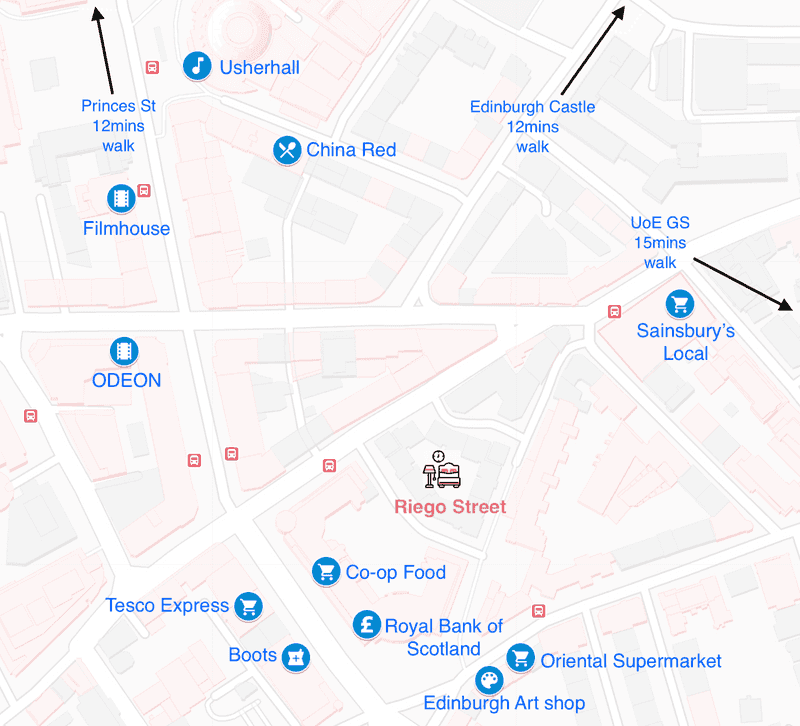 Usherhall
Princes St
12mins
walk
Edinburgh Castle
12mins
walk
China Red
Filmhouse
UoE GS
15mins
walk
Sainsbury's
Local
ODEON
Riego Street
Co-op Food
Tesco Express
£
Royal Bank of
Scotland
Boots
Oriental Supermarket
Edinburgh Art shop